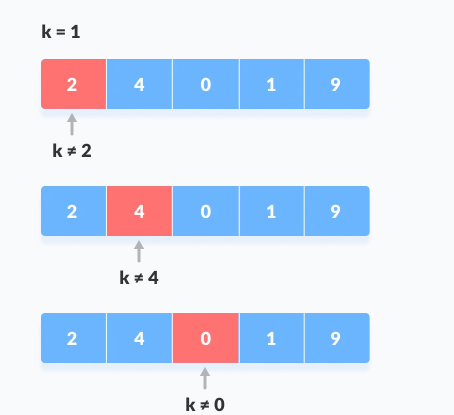 k = 1
2 4 0 1 9
k ≠ 2
2 4 0 1 9
k ≠ 4
2 4 0 1 9
k ≠ 0